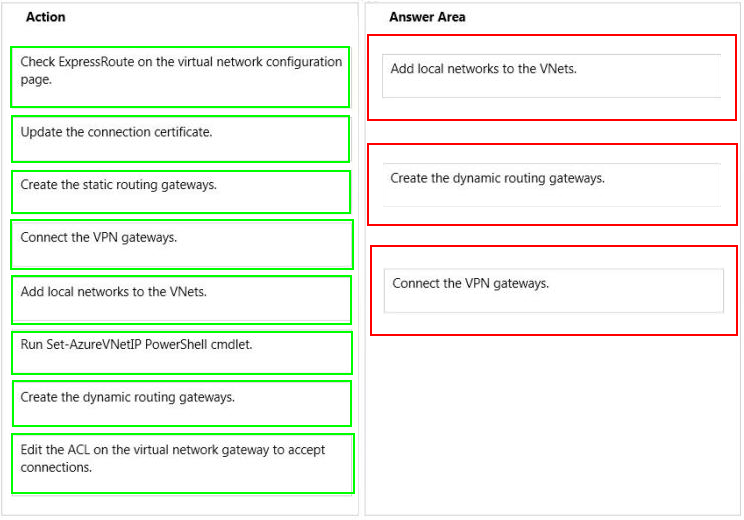 Action
Check ExpressRoute on the virtual network configuration
page.
Update the connection certificate.
Create the static routing gateways.
Connect the VPN gateways.
Add local networks to the VNets.
Run Set-AzureVNetIP PowerShell cmdlet.
Create the dynamic routing gateways.
Edit the ACL on the virtual network gateway to accept
connections.
Answer Area
Add local networks to the VNets.
Create the dynamic routing gateways.
Connect the VPN gateways.